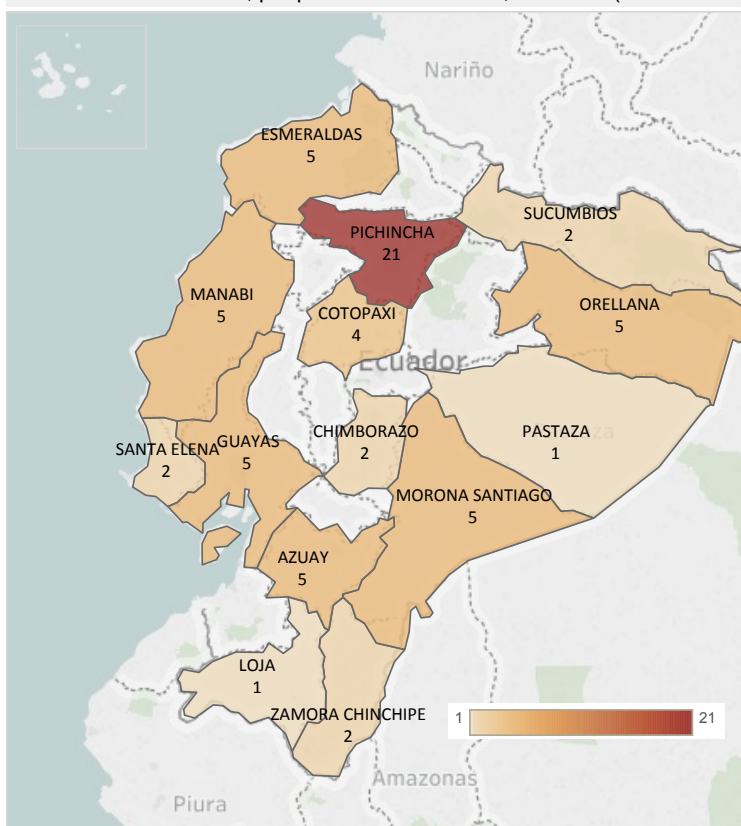 Nariño
ESMERALDAS
5
SUCUMBIOS
2
PICHINCHA
21
MANABI
5
ORELLANA
5
COTOPAXI
4
Ecuador
SANTA ELENA
2
GUAYAS
5
CHIMBORAZO
2
PASTAZA
1
MORONA SANTIAGO
5
AZUAY
5
LOJA
1
ZAMORA CHINCHIPE
2
1
21
Amazonas
Piura